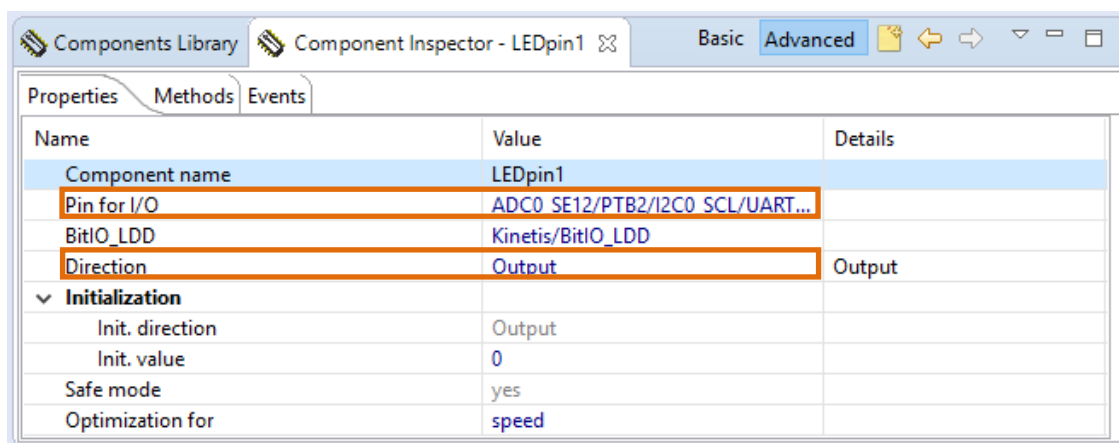 Components Library Component Inspector - LEDpin1 Basic Advanced
Properties Methods Events
Name Value Details
Component name LEDpin1
Pin for I/O ADC0_SE12/PTB2/I2C0_SCL/UART...
BitIO_LDD Kinetis/BitIO_LDD
Direction Output Output
Initialization
Init. direction Output
Init. value 0
Safe mode yes
Optimization for speed